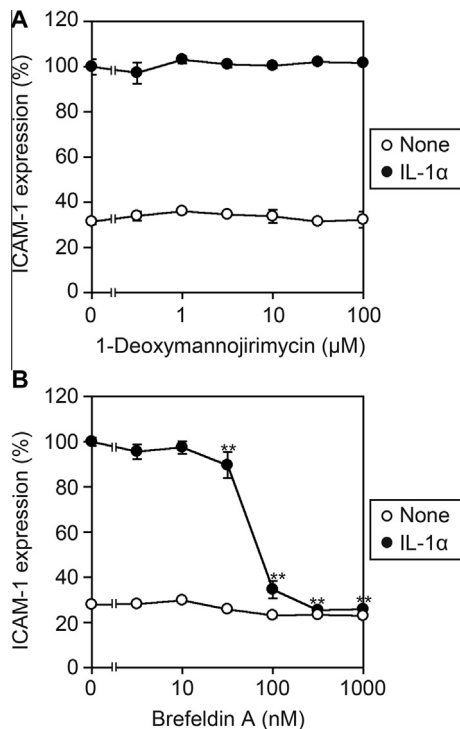 A
ICAM-1 expression (%)
120
100
80
60
40
20
0
0 1 10 100
1-Deoxymannojirimycin (μM)
None
IL-1α
B
ICAM-1 expression (%)
120
100
80
60
40
20
0
**
**
**
**
0 10 100 1000
Brefeldin A (nM)
None
IL-1α